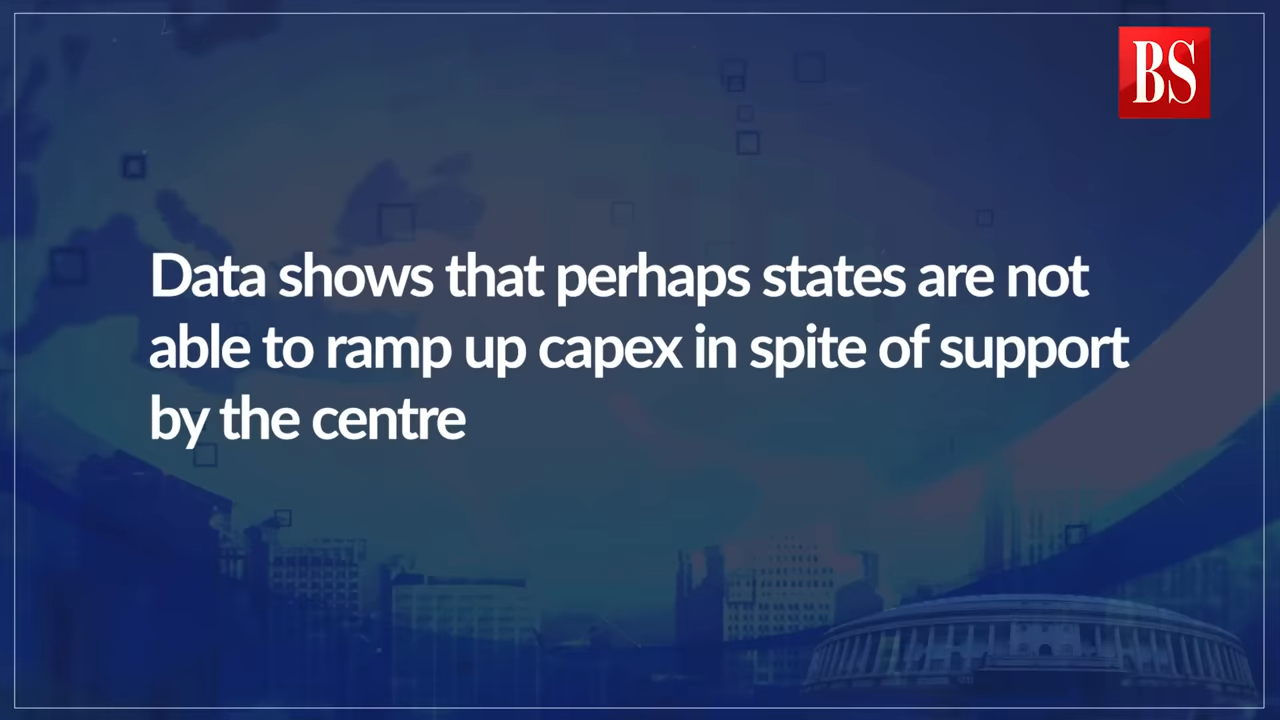 BS
Data shows that perhaps states are not
able to ramp up capex in spite of support
by the centre